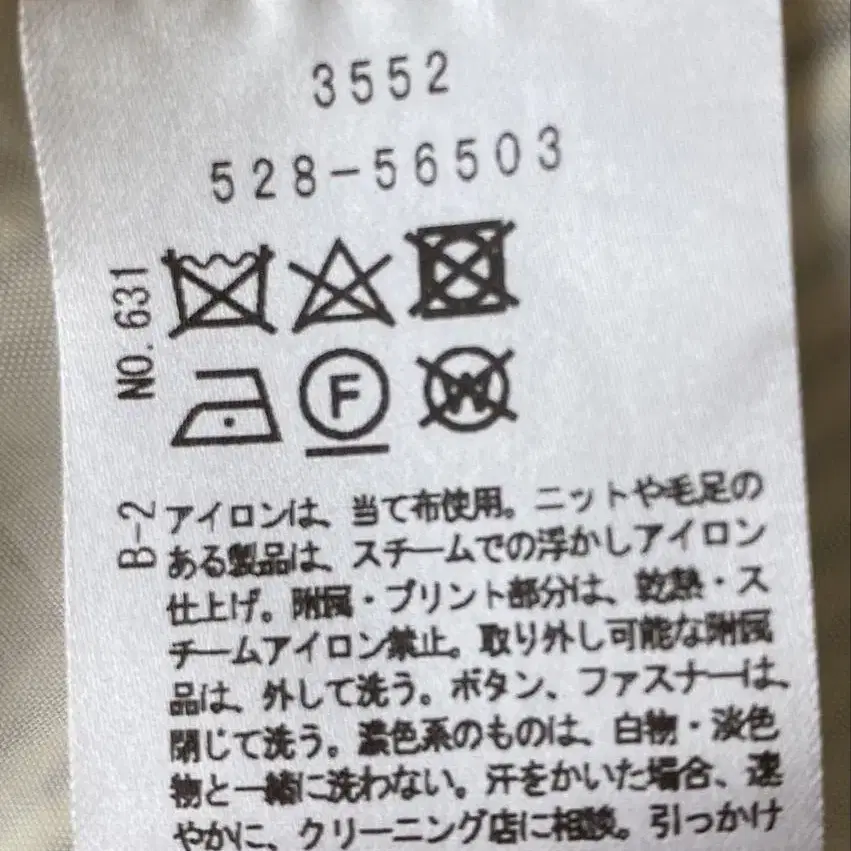 3552
528-56503
NO. 631
F
W
B-2
アイロンは、当て布使用。ニットや毛足の
ある製品は、スチームでの浮かしアイロン
仕上げ。附属・プリント部分は、乾熱・ス
チームアイロン禁止。取り外し可能な附属
品は、外して洗う。ボタン、ファスナーは、
閉じて洗う。濃色系のものは、白物・淡色
物と一緒に洗わない。汗をかいた場合、速
やかに、クリーニング店に相談。引っかけ